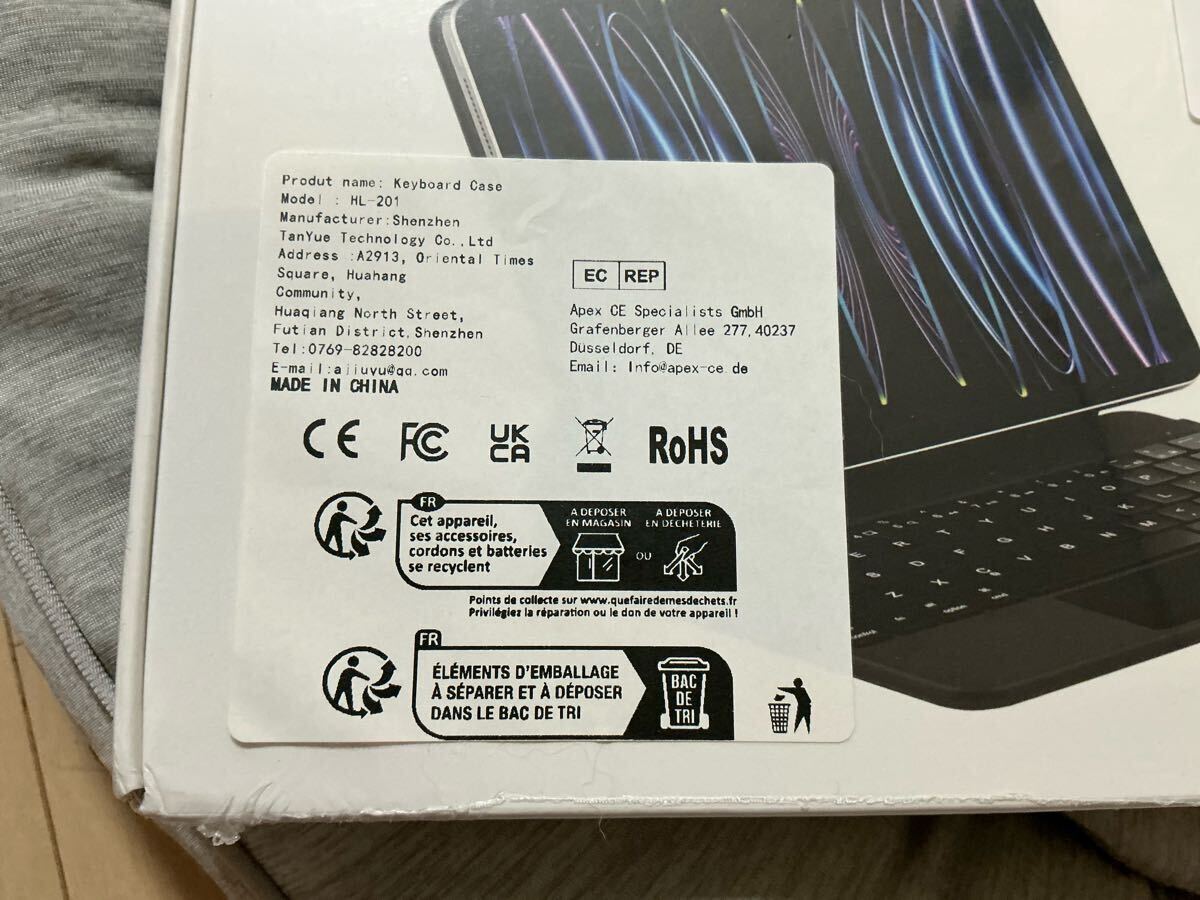 Produt name: Keyboard Case
Model : HL-201
Manufacturer:Shenzhen
TanYue Technology Co.,Ltd
Address :A2913, Oriental Times
Square, Huahang
Community,
Huaqiang North Street,
Futian District,Shenzhen
Tel:0769-82828200
E-mail:ajiuyu@qq.com
MADE IN CHINA
EC REP
Apex CE Specialists GmbH
Grafenberger Allee 277,40237
Düsseldorf, DE
Email: Info@apex-ce.de
CE FC UK CA RoHS
FR
Cet appareil,
ses accessoires,
cordons et batteries
se recyclent
A DEPOSER
EN MAGASIN
OU
A DEPOSER
EN DECHETERIE
Points de collecte sur www.quefairedemesdechets.fr
Privilégiez la réparation ou le don de votre appareil !
FR
ÉLÉMENTS D'EMBALLAGE
À SÉPARER ET À DÉPOSER
DANS LE BAC DE TRI
BAC
DE
TRI